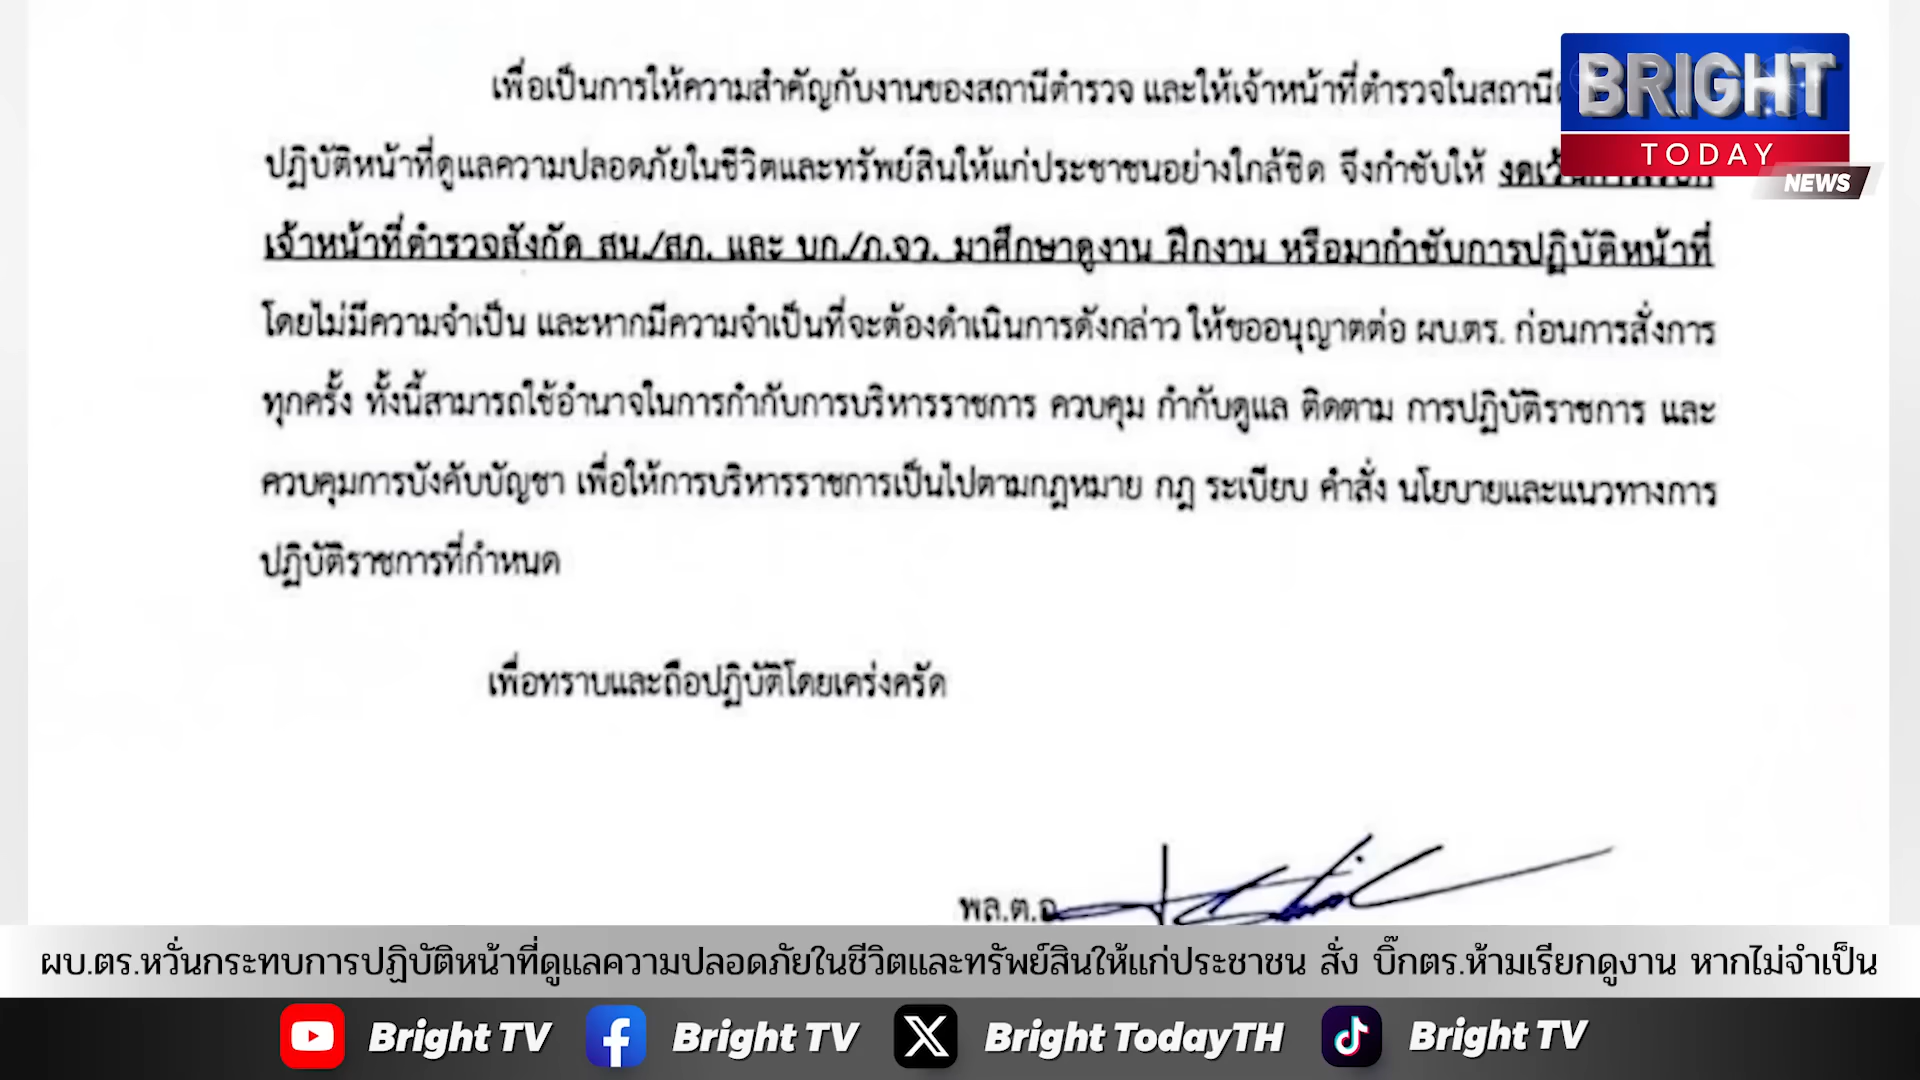 เพื่อเป็นการให้ความสำคัญกับงานของสถานีตำรวจ และให้เจ้าหน้าที่ตำรวจในสถานี
ปฏิบัติหน้าที่ดูแลความปลอดภัยในชีวิตและทรัพย์สินให้แก่ประชาชนอย่างใกล้ชิด จึงกำชับให้
เจ้าหน้าที่ตำรวจสังกัด สน./สภ. และ บก./ภ.จว. มาศึกษาดูงาน ฝึกงาน หรือมากำชับการปฏิบัติหน้าที่
โดยไม่มีความจำเป็น และหากมีความจำเป็นที่จะต้องดำเนินการดังกล่าว ให้ขออนุญาตต่อ ผบ.ตร. ก่อนการสั่งการ
ทุกครั้ง ทั้งนี้สามารถใช้อำนาจในการกำกับการบริหารราชการ ควบคุม กำกับดูแล ติดตาม การปฏิบัติราชการ และ
ควบคุมการบังคับบัญชา เพื่อให้การบริหารราชการเป็นไปตามกฎหมาย กฎ ระเบียบ คำสั่ง นโยบายและแนวทางการ
ปฏิบัติราชการที่กำหนด
เพื่อทราบและถือปฏิบัติโดยเคร่งครัด
พล.ต.อ
BRIGHT
TODAY
NEWS
ผบ.ตร.หวั่นกระทบการปฏิบัติหน้าที่ดูแลความปลอดภัยในชีวิตและทรัพย์สินให้แก่ประชาชน สั่ง บิ๊กตร.ห้ามเรียกดูงาน หากไม่จำเป็น
Bright TV Bright TV Bright TodayTH Bright TV